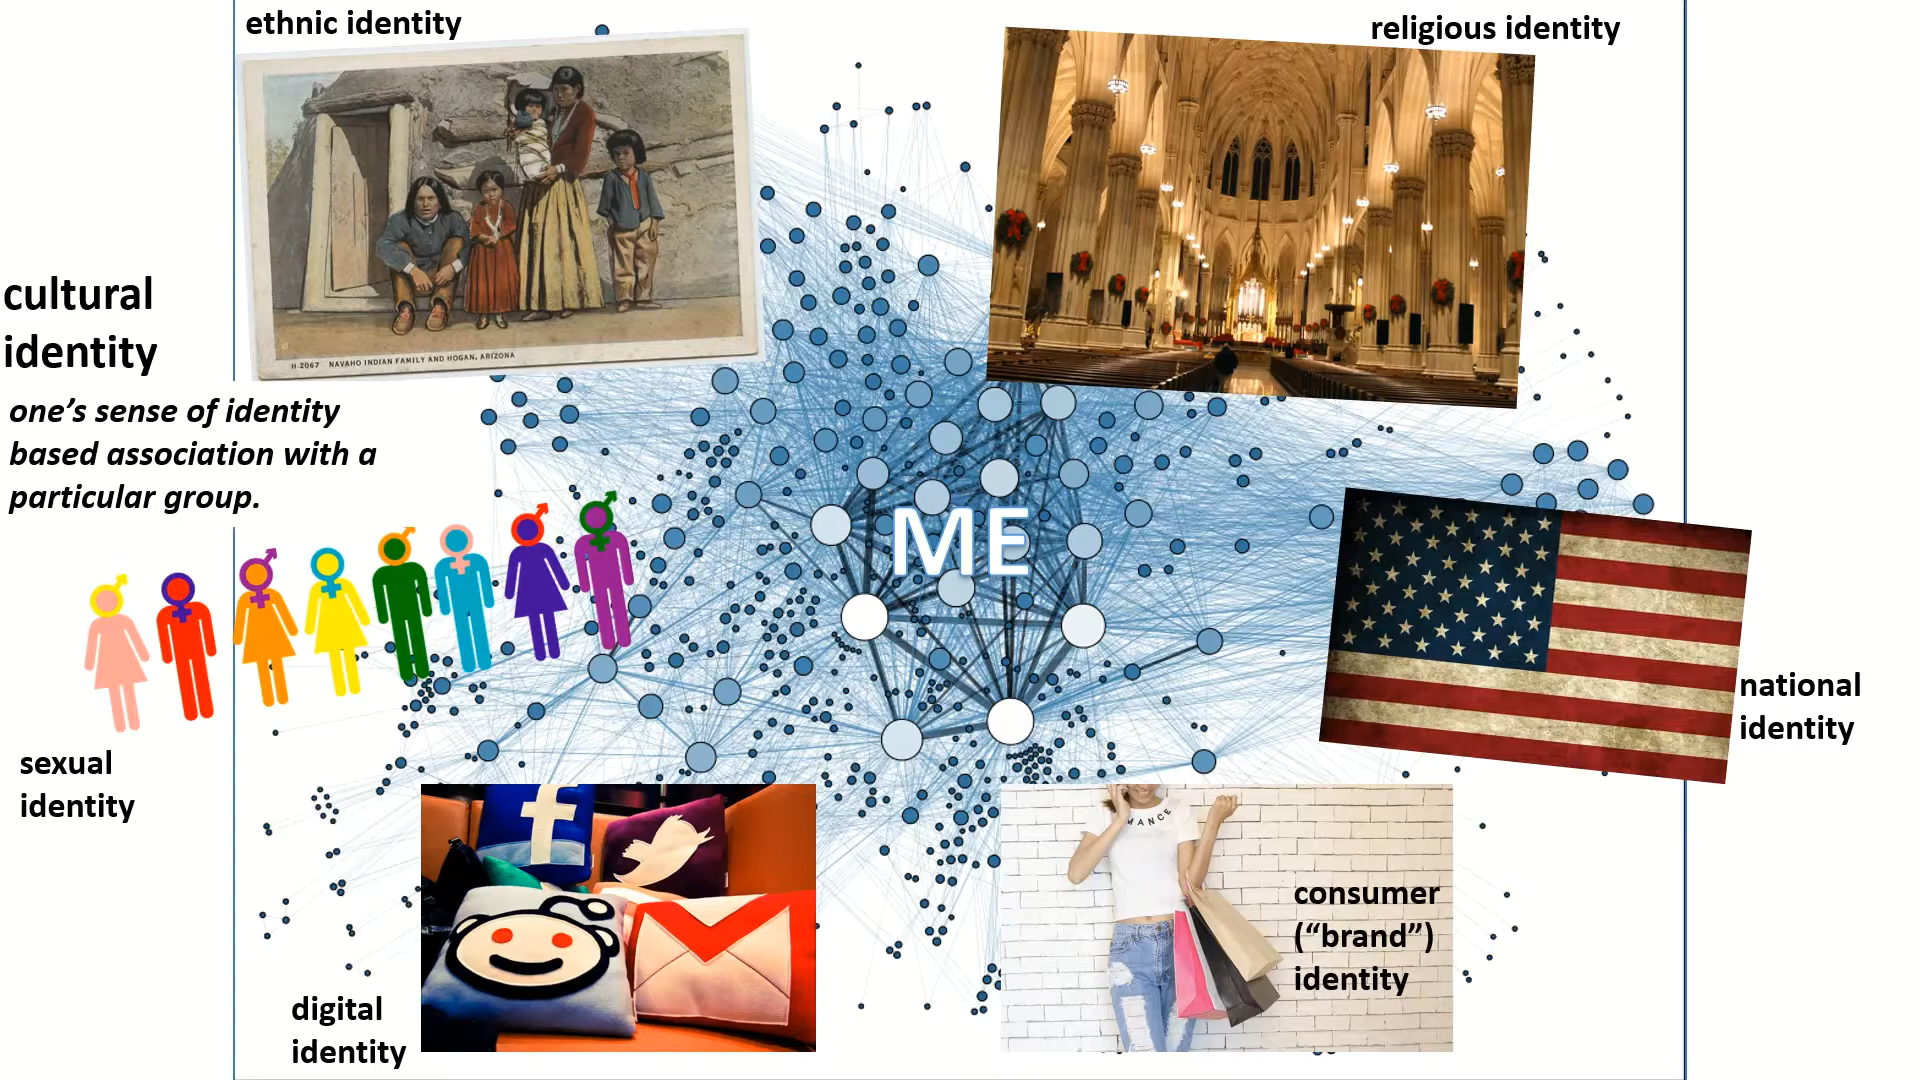 ethnic identity
religious identity
H-2067 NAVAHO INDIAN FAMILY AND HOGAN, ARIZONA
cultural
identity
one’s sense of identity
based association with a
particular group.
ME
national
identity
sexual
identity
f
MANCE
consumer
(“brand”)
identity
digital
identity